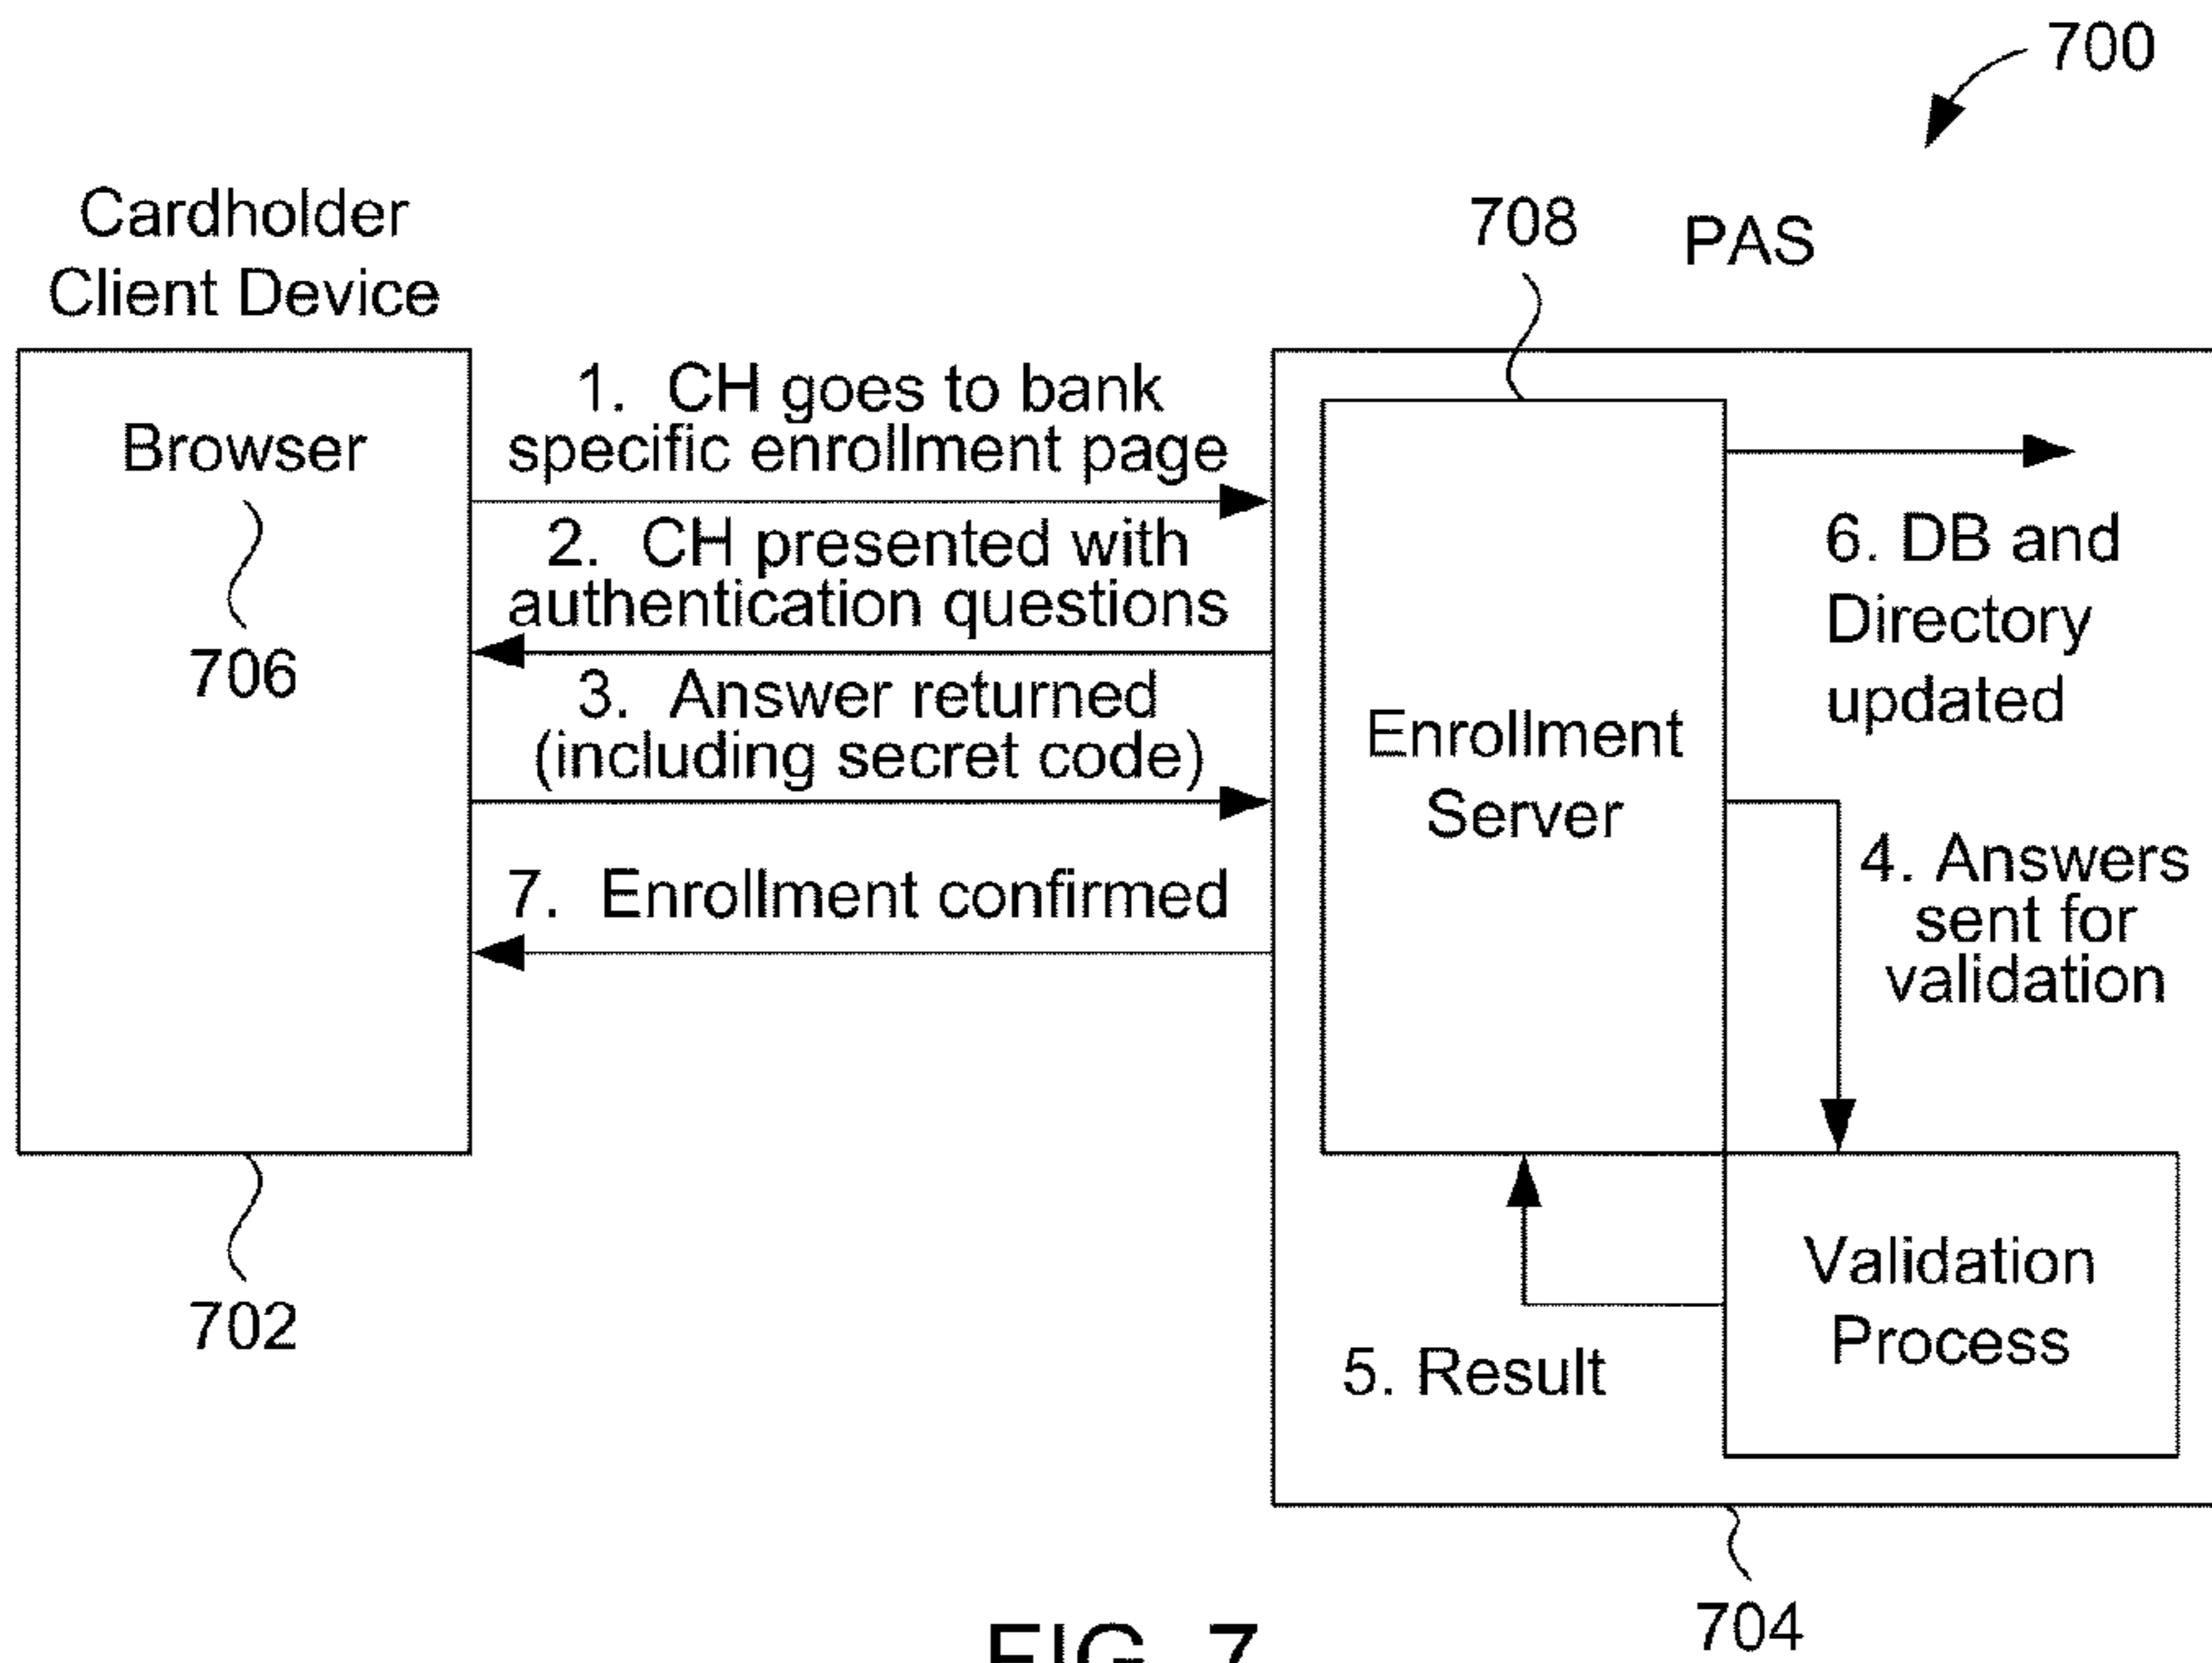 700
Cardholder
Client Device
708
PAS
Browser
706
1. CH goes to bank
specific enrollment page
2. CH presented with
authentication questions
3. Answer returned
(including secret code)
7. Enrollment confirmed
Enrollment
Server
6. DB and
Directory
updated
4. Answers
sent for
validation
Validation
Process
5. Result
702
704
FIG. 7